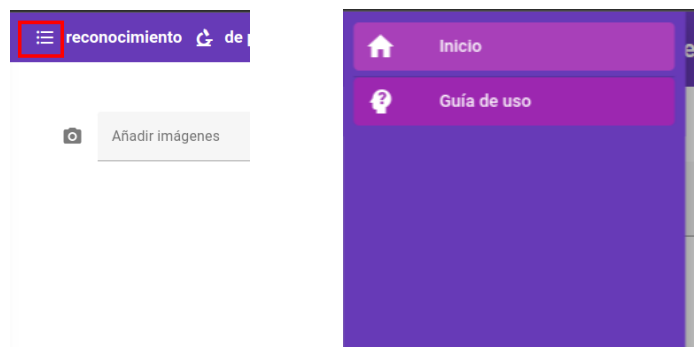 reconocimiento de
Añadir imágenes
Inicio
Guía de uso